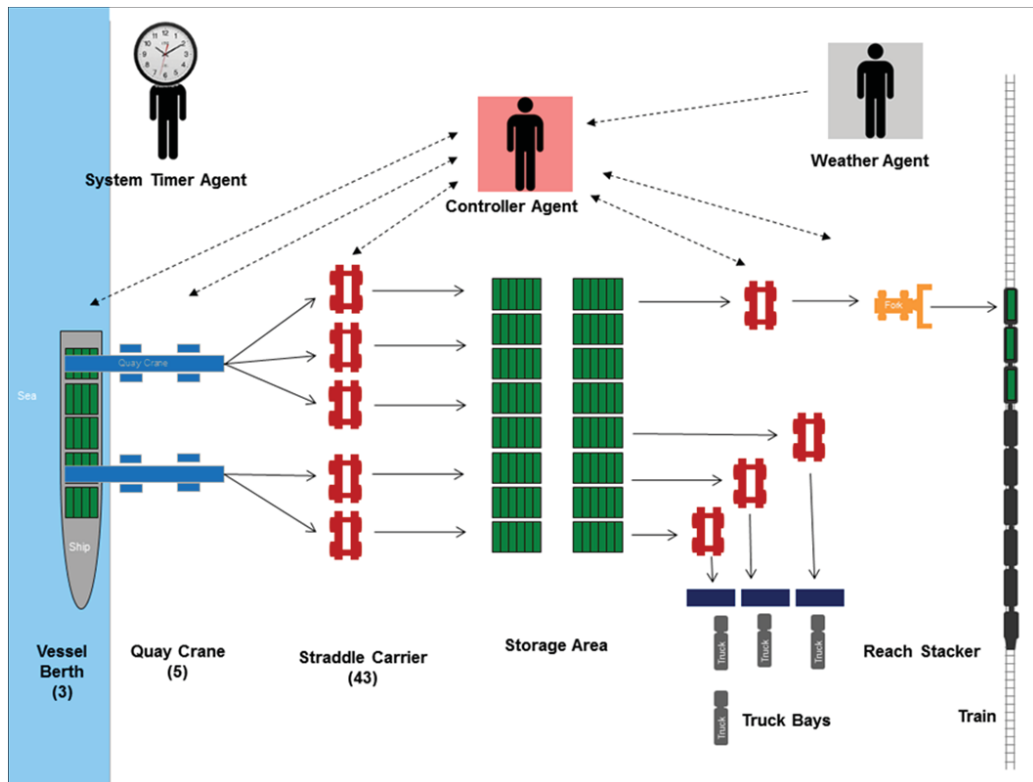 System Timer Agent
Controller Agent
Weather Agent
Sea
Quay Crane
Fork
Ship
Truck
Truck
Truck
Truck
Vessel
Berth
(3)
Quay Crane
(5)
Straddle Carrier
(43)
Storage Area
Truck Bays
Reach Stacker
Train